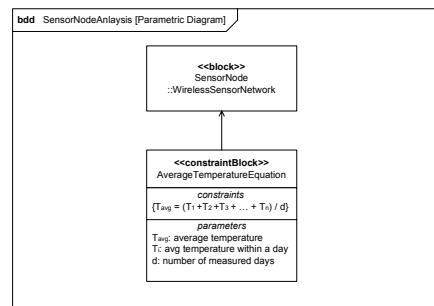 bdd SensorNodeAnlaysis [Parametric Diagram]
<<block>>
SensorNode
::WirelessSensorNetwork
<<constraintBlock>>
AverageTemperatureEquation
constraints
{Tavg = (T1 +T2 +T3 + … + Tn) / d}
parameters
Tavg: average temperature
Ti: avg temperature within a day
d: number of measured days